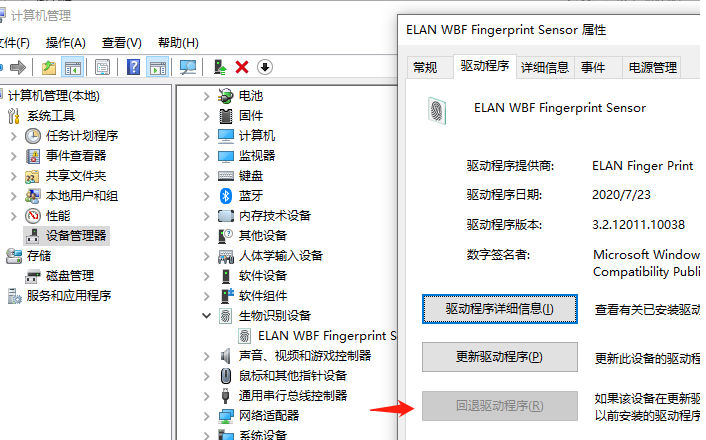 计算机管理
文件(F)
操作(A)
查看(V)
帮助(H)
计算机管理(本地)
系统工具
任务计划程序
事件查看器
共享文件夹
本地用户和组
性能
设备管理器
存储
磁盘管理
服务和应用程序
电池
固件
计算机
监视器
键盘
蓝牙
内存技术设备
其他设备
人体学输入设备
软件设备
软件组件
生物识别设备
ELAN WBF Fingerprint S
声音、视频和游戏控制器
鼠标和其他指针设备
通用串行总线控制器
网络适配器
系统设备
ELAN WBF Fingerprint Sensor 属性
常规
驱动程序
详细信息
事件
电源管理
ELAN WBF Fingerprint Sensor
驱动程序提供商:
ELAN Finger Print
驱动程序日期:
2020/7/23
驱动程序版本:
3.2.12011.10038
数字签名者:
Microsoft Window
Compatibility Publi
驱动程序详细信息(I)
查看有关已安装驱动
更新驱动程序(P)
更新此设备的驱动程
回退驱动程序(R)
如果该设备在更新驱
以前安装的驱动程序